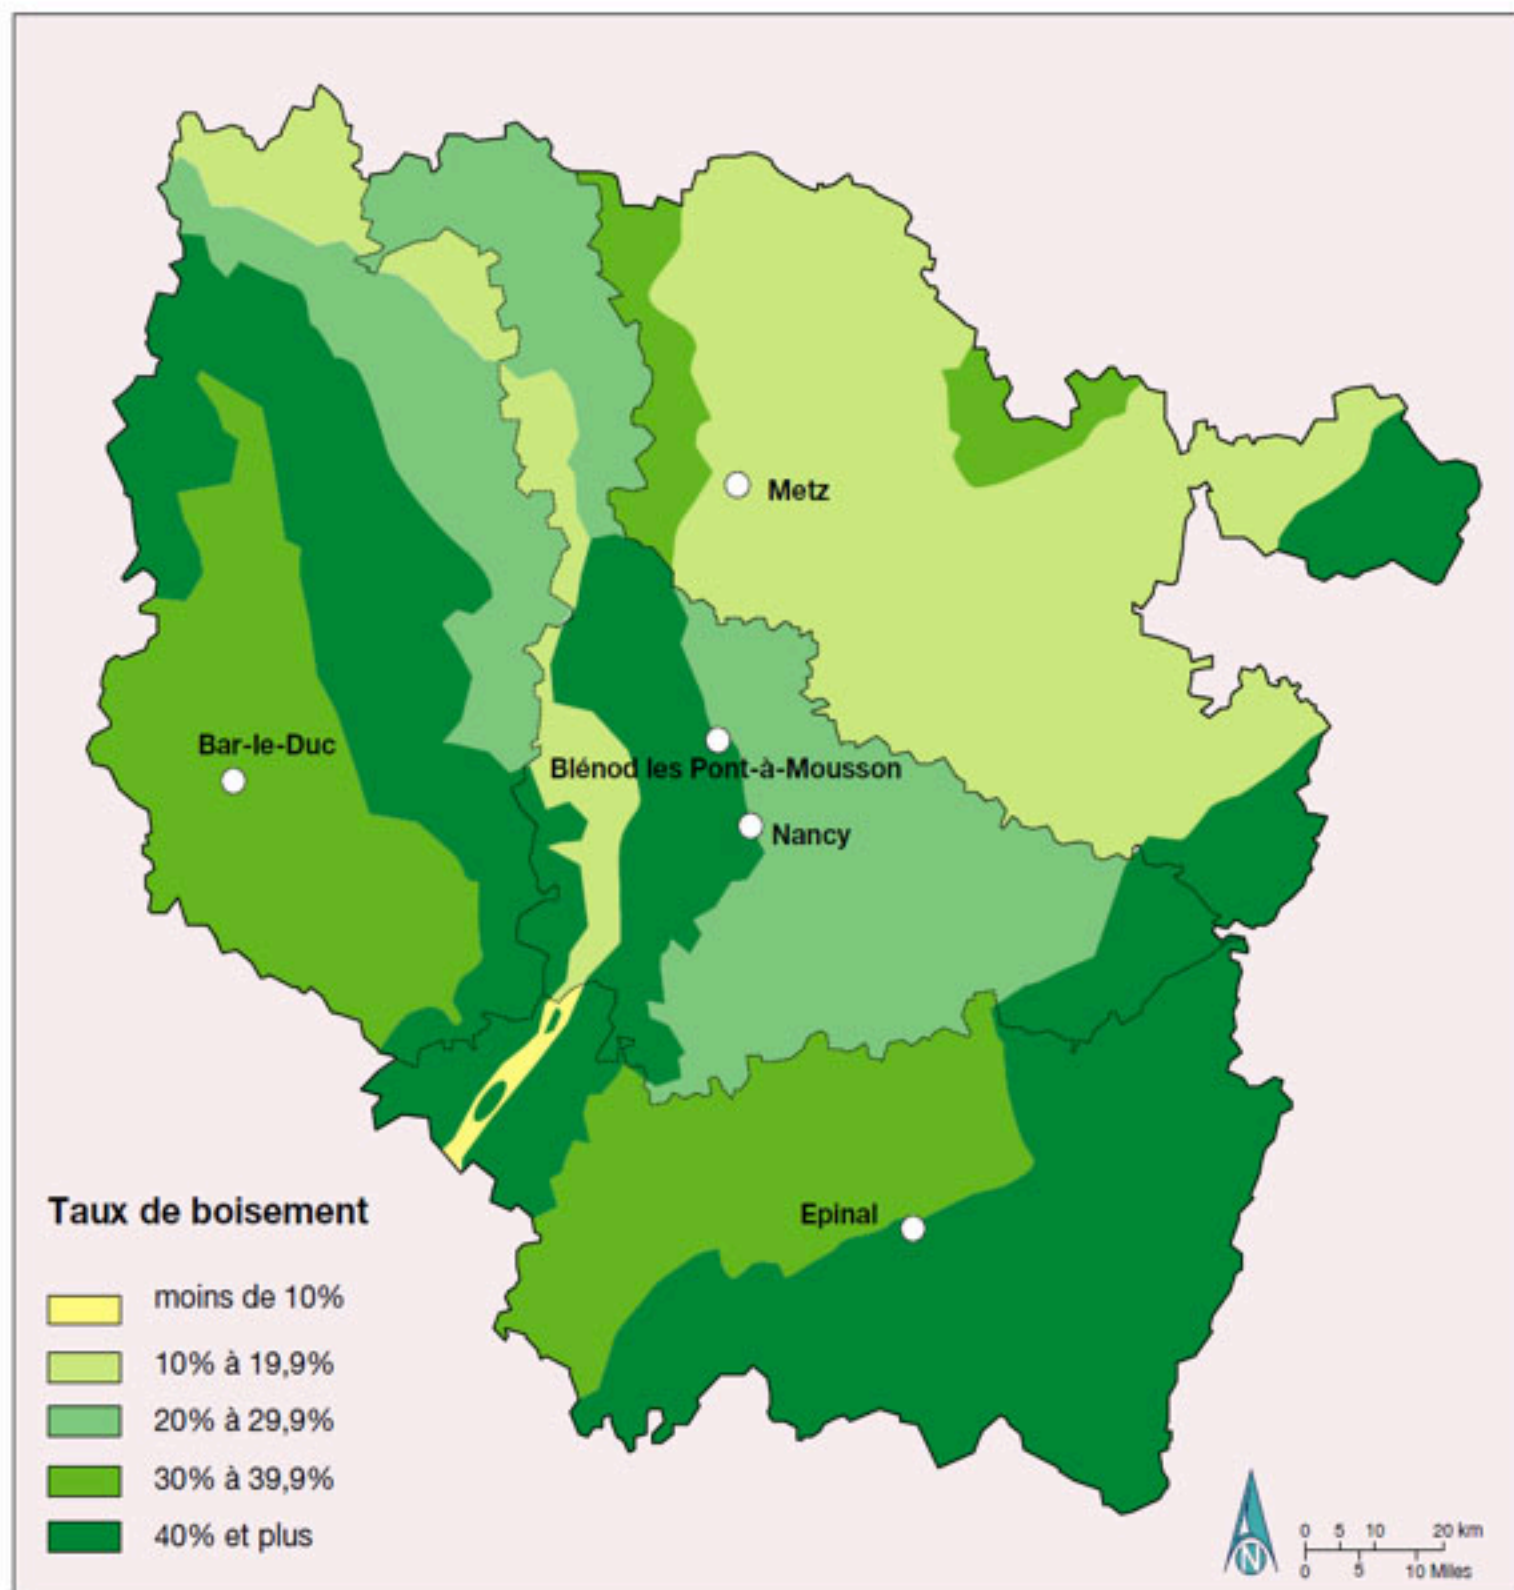 Metz
Bar-le-Duc
Blénod les Pont-à-Mousson
Nancy
Epinal
Taux de boisement
moins de 10%
10% à 19,9%
20% à 29,9%
30% à 39,9%
40% et plus
N
0 5 10 20 km
0 5 10 Miles